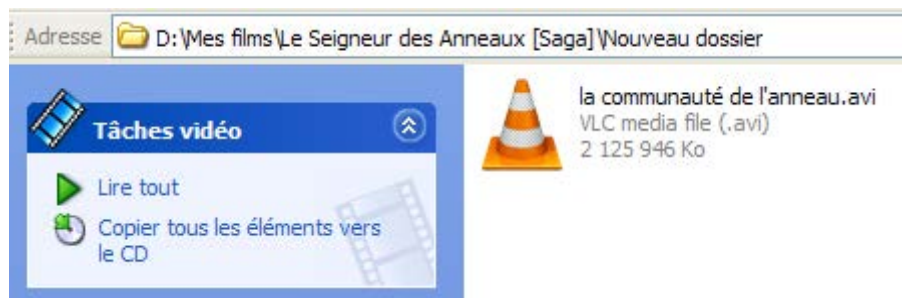 Adresse D:\Mes films\Le Seigneur des Anneaux [Saga]\Nouveau dossier
Tâches vidéo
Lire tout
Copier tous les éléments vers
le CD
la communauté de l'anneau.avi
VLC media file (.avi)
2 125 946 Ko